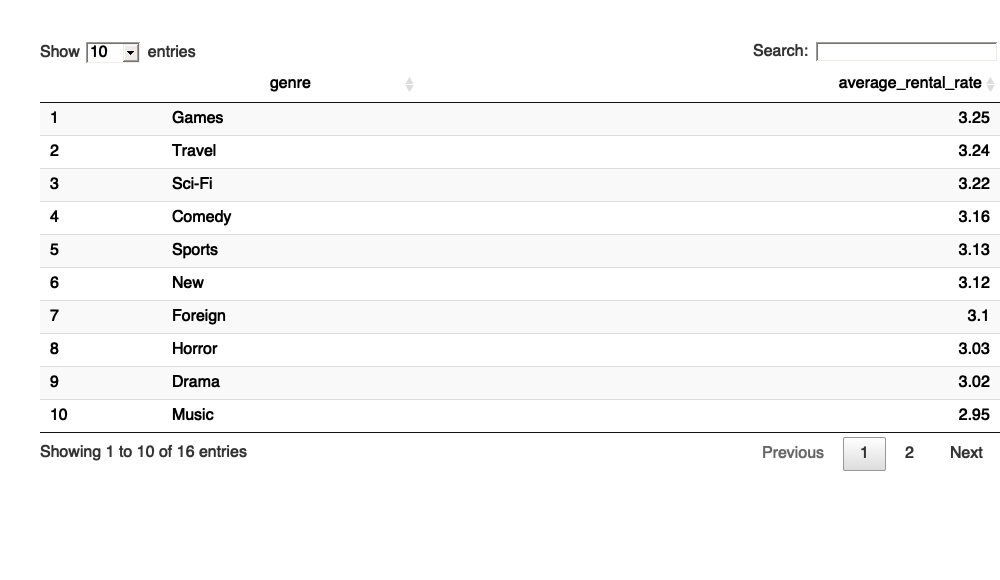 Show 10 entries Search:
genre average_rental_rate
1 Games 3.25
2 Travel 3.24
3 Sci-Fi 3.22
4 Comedy 3.16
5 Sports 3.13
6 New 3.12
7 Foreign 3.1
8 Horror 3.03
9 Drama 3.02
10 Music 2.95
Showing 1 to 10 of 16 entries Previous 1 2 Next